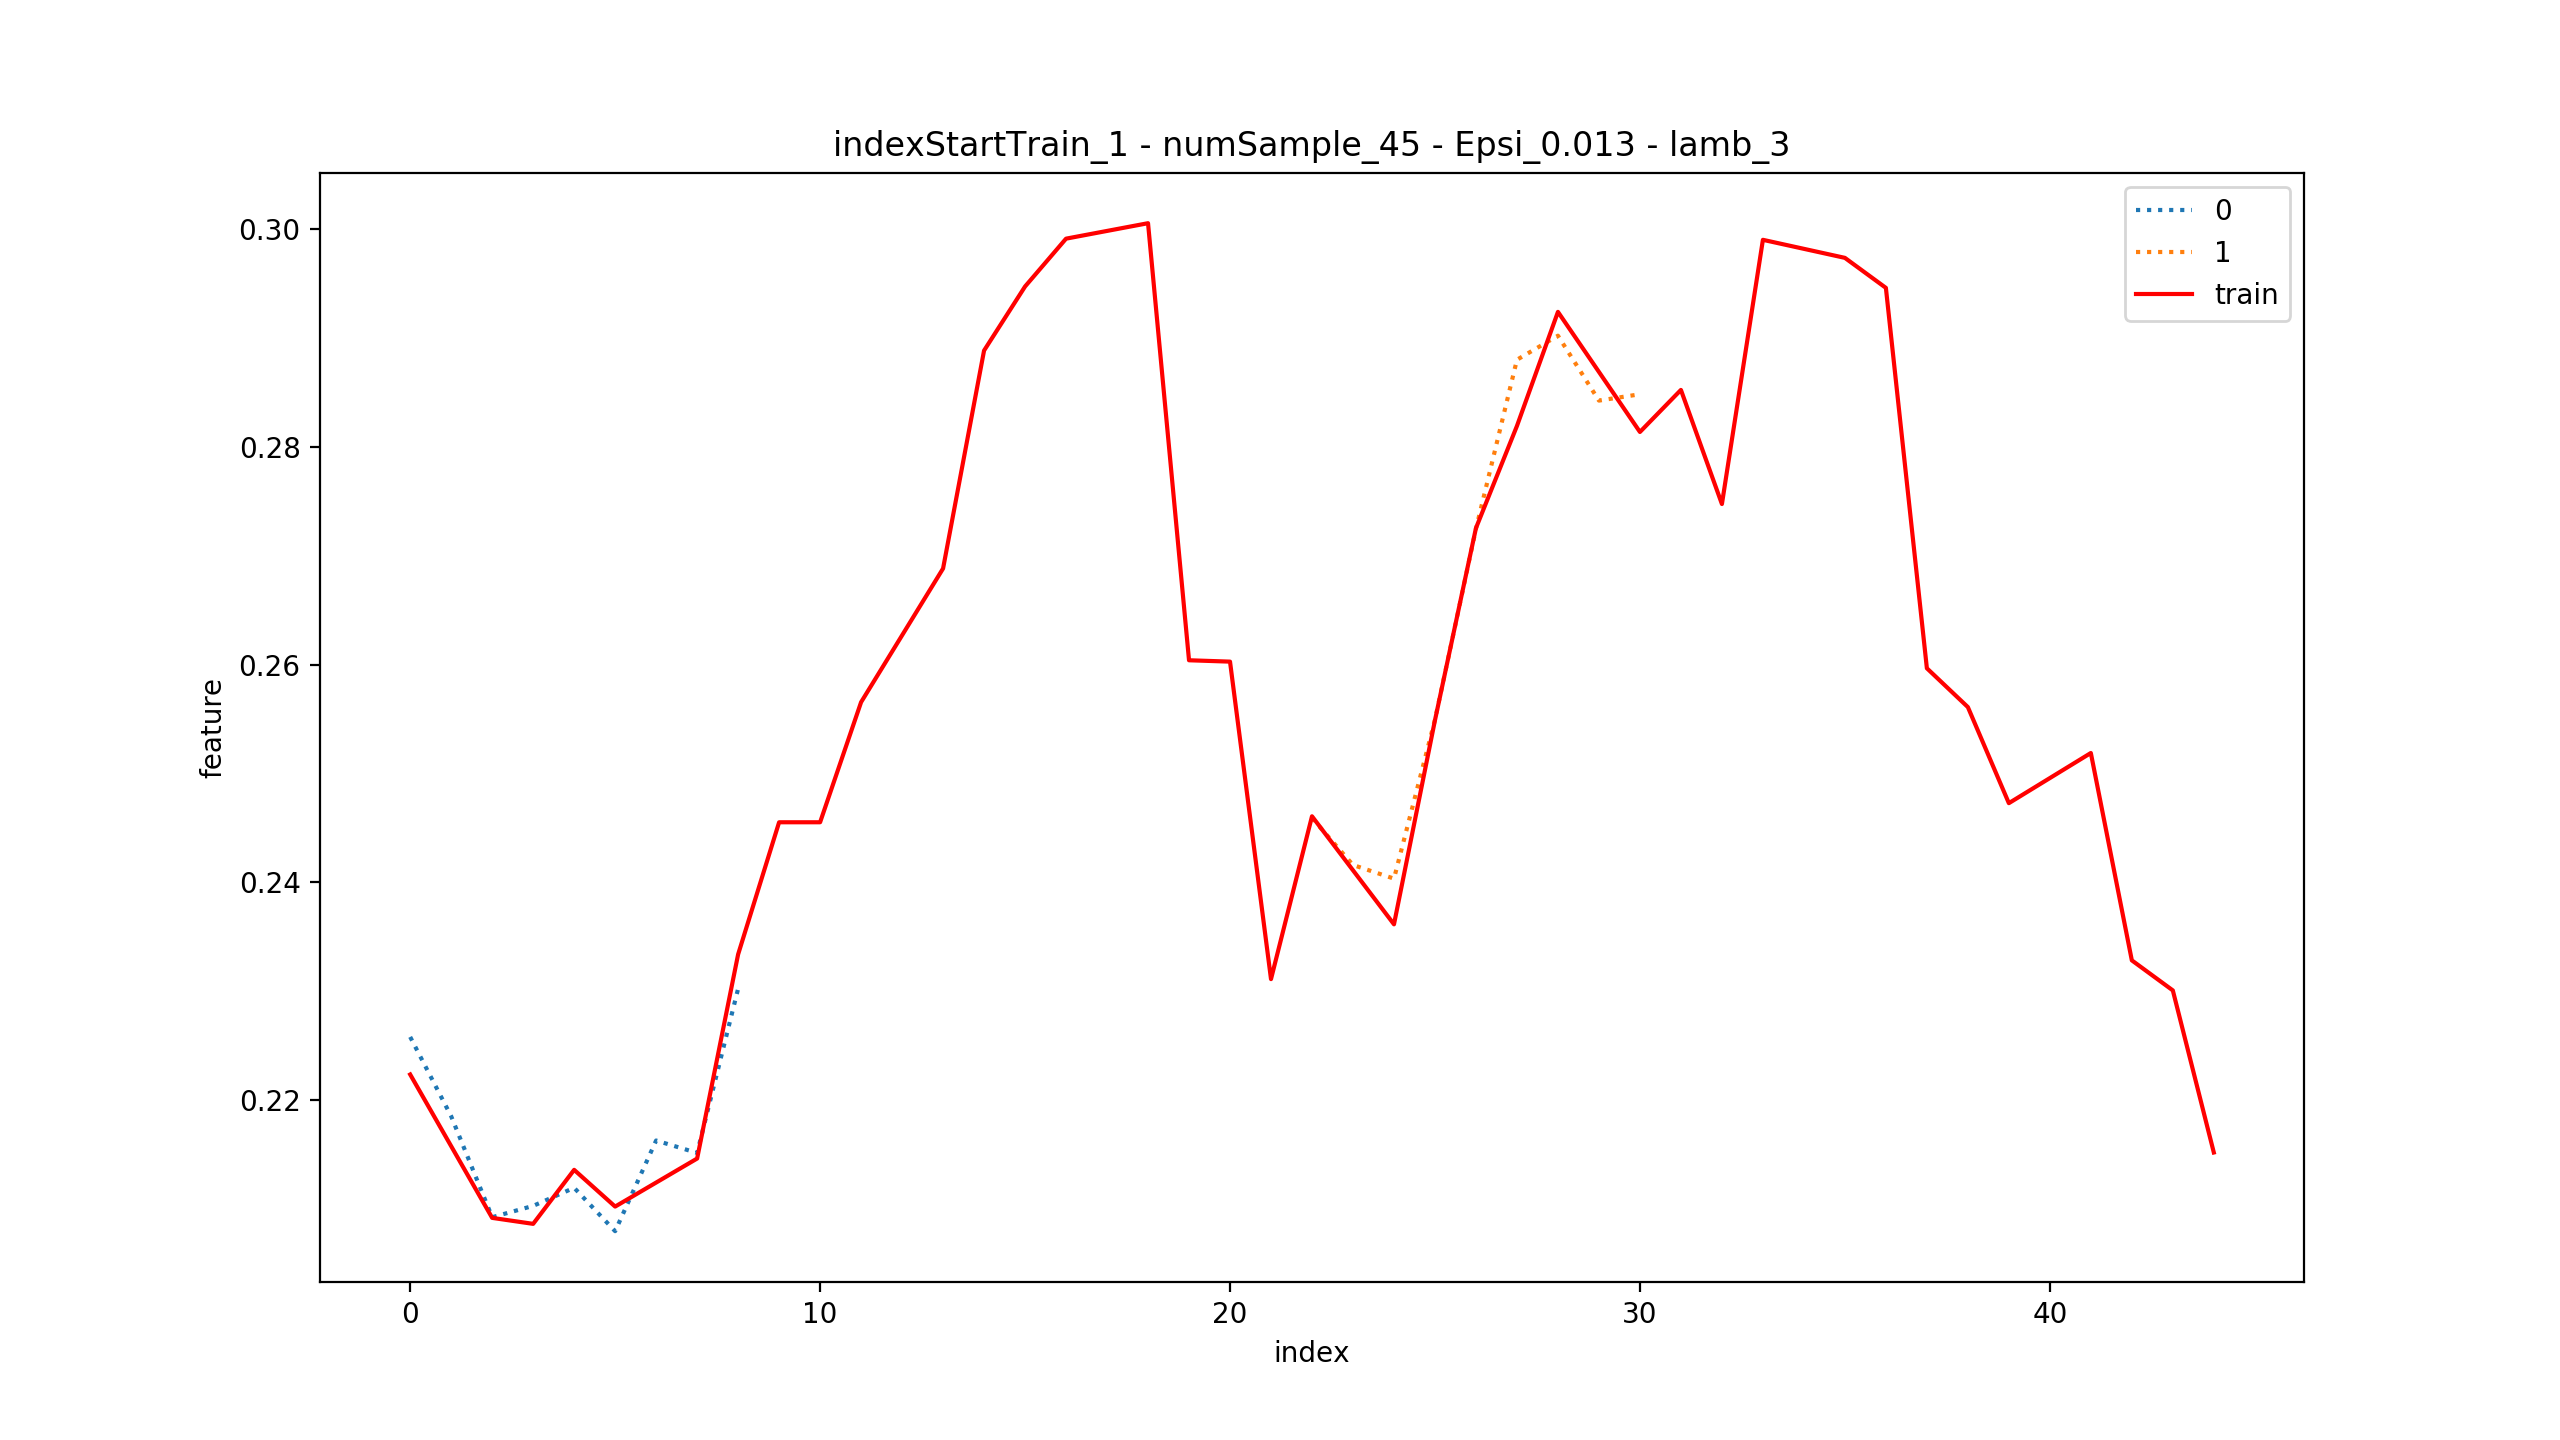 indexStartTrain_1 - numSample_45 - Epsi_0.013 - lamb_3
0
1
train
0.30
0.28
0.26
0.24
0.22
feature
0 10 20 30 40
index